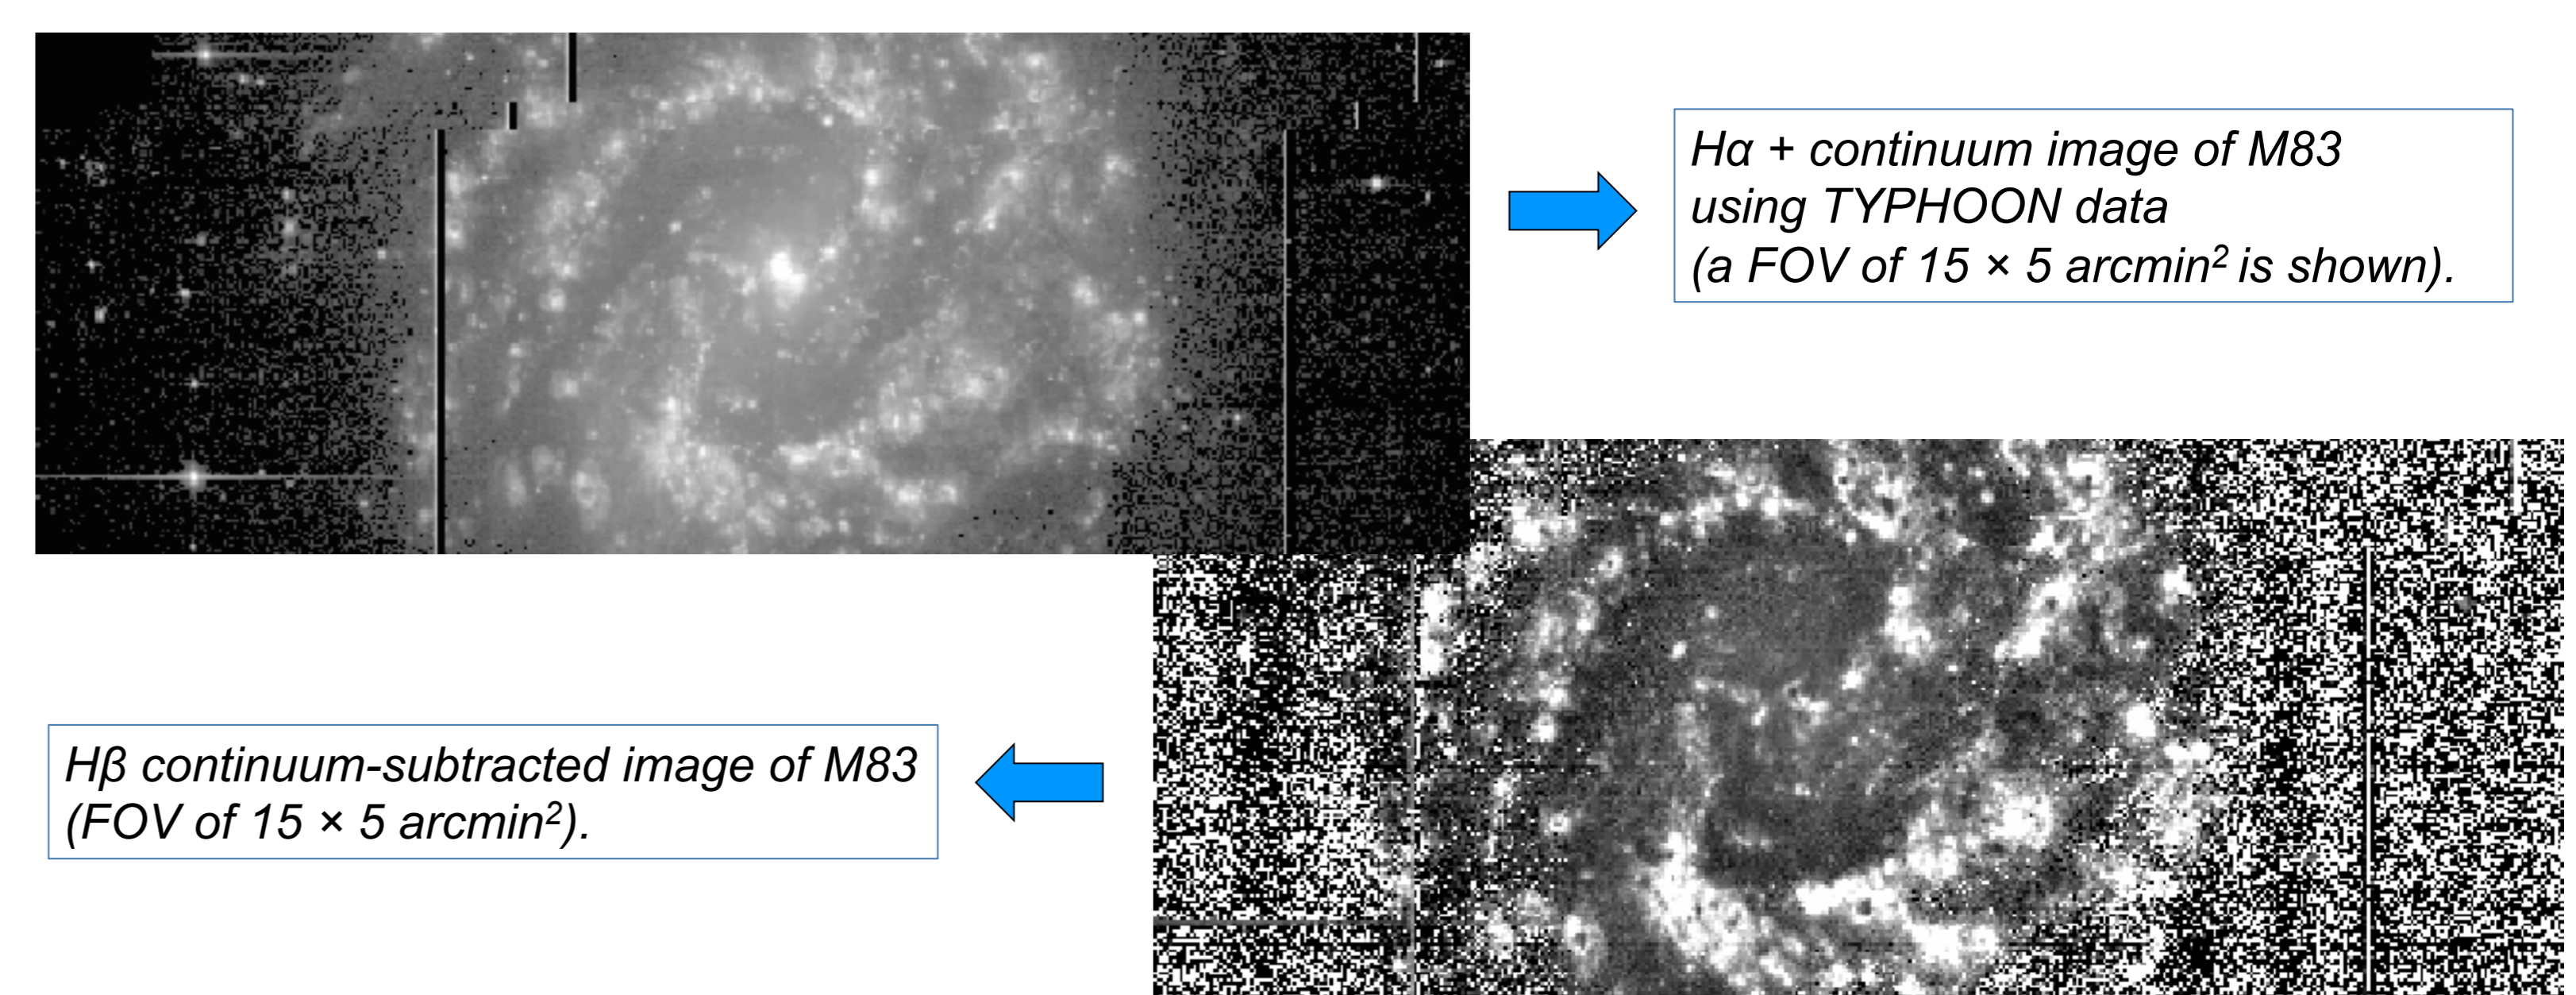 Hα + continuum image of M83
using TYPHOON data
(a FOV of 15 × 5 arcmin² is shown).
Hβ continuum-subtracted image of M83
(FOV of 15 × 5 arcmin²).